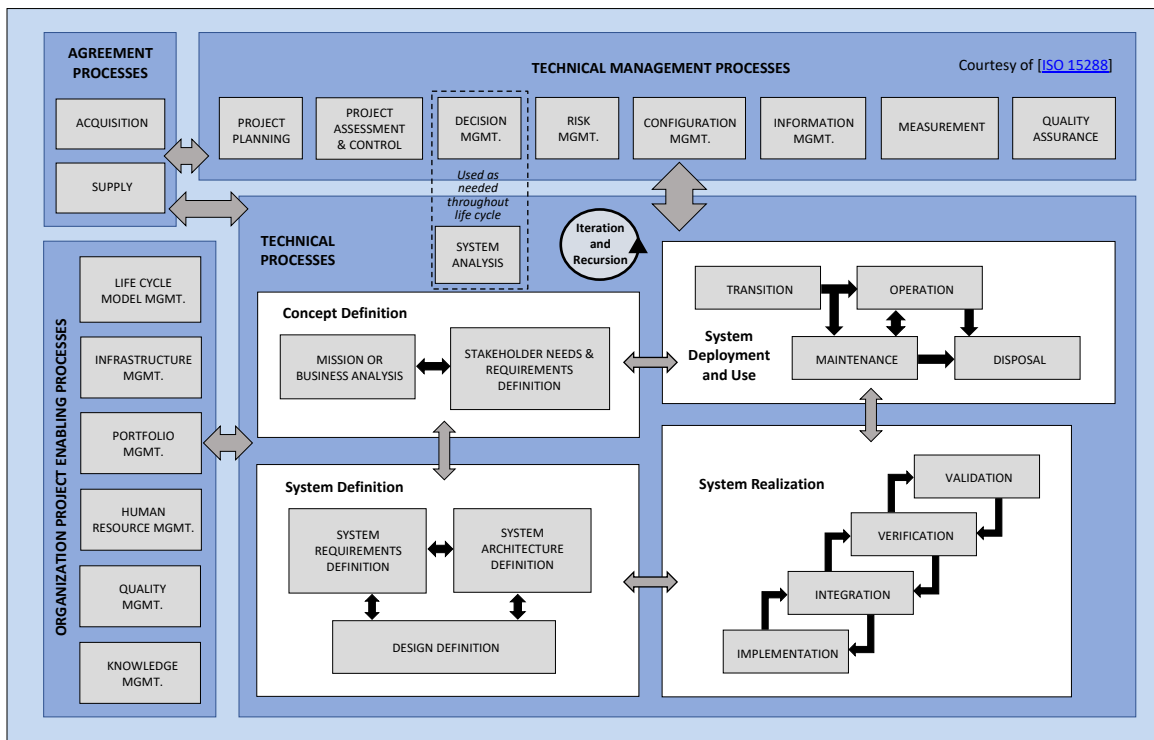 AGREEMENT
PROCESSES
ACQUISITION
SUPPLY
TECHNICAL MANAGEMENT PROCESSES
Courtesy of [ISO 15288]
PROJECT
PLANNING
PROJECT
ASSESSMENT
& CONTROL
DECISION
MGMT.
RISK
MGMT.
CONFIGURATION
MGMT.
INFORMATION
MGMT.
MEASUREMENT
QUALITY
ASSURANCE
Used as
needed
throughout
life cycle
SYSTEM
ANALYSIS
Iteration
and
Recursion
TECHNICAL
PROCESSES
ORGANIZATION PROJECT ENABLING PROCESSES
LIFE CYCLE
MODEL MGMT.
INFRASTRUCTURE
MGMT.
PORTFOLIO
MGMT.
HUMAN
RESOURCE MGMT.
QUALITY
MGMT.
KNOWLEDGE
MGMT.
Concept Definition
MISSION OR
BUSINESS ANALYSIS
STAKEHOLDER NEEDS &
REQUIREMENTS
DEFINITION
System
Deployment
and Use
TRANSITION
OPERATION
MAINTENANCE
DISPOSAL
System Definition
SYSTEM
REQUIREMENTS
DEFINITION
SYSTEM
ARCHITECTURE
DEFINITION
DESIGN DEFINITION
System Realization
VALIDATION
VERIFICATION
INTEGRATION
IMPLEMENTATION